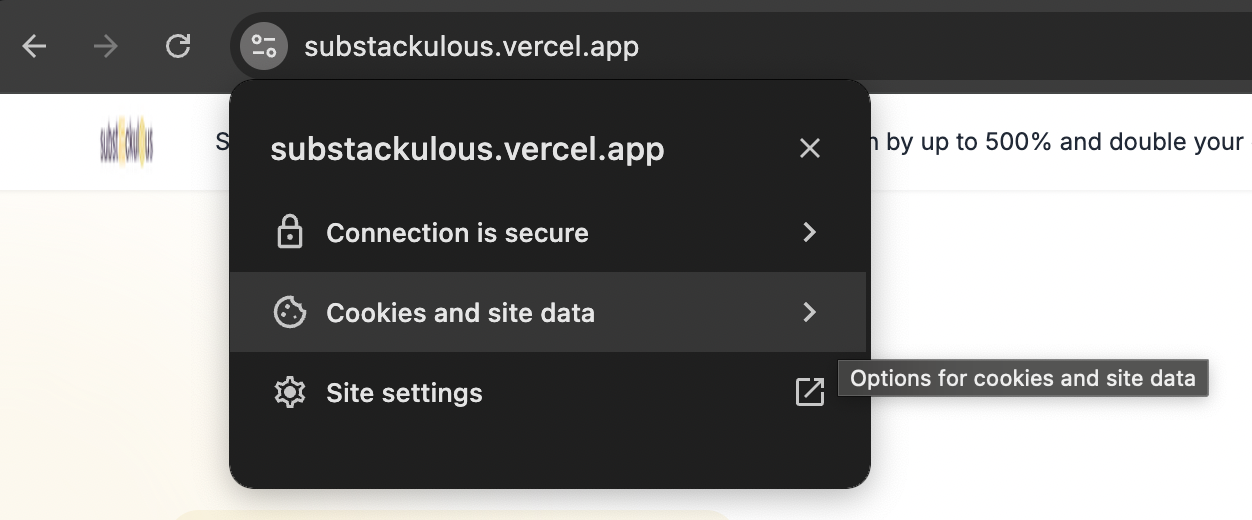 substackulous.vercel.app
substackulous
S
substackulous.vercel.app
by up to 500% and double your
Connection is secure
Cookies and site data
Options for cookies and site data
Site settings